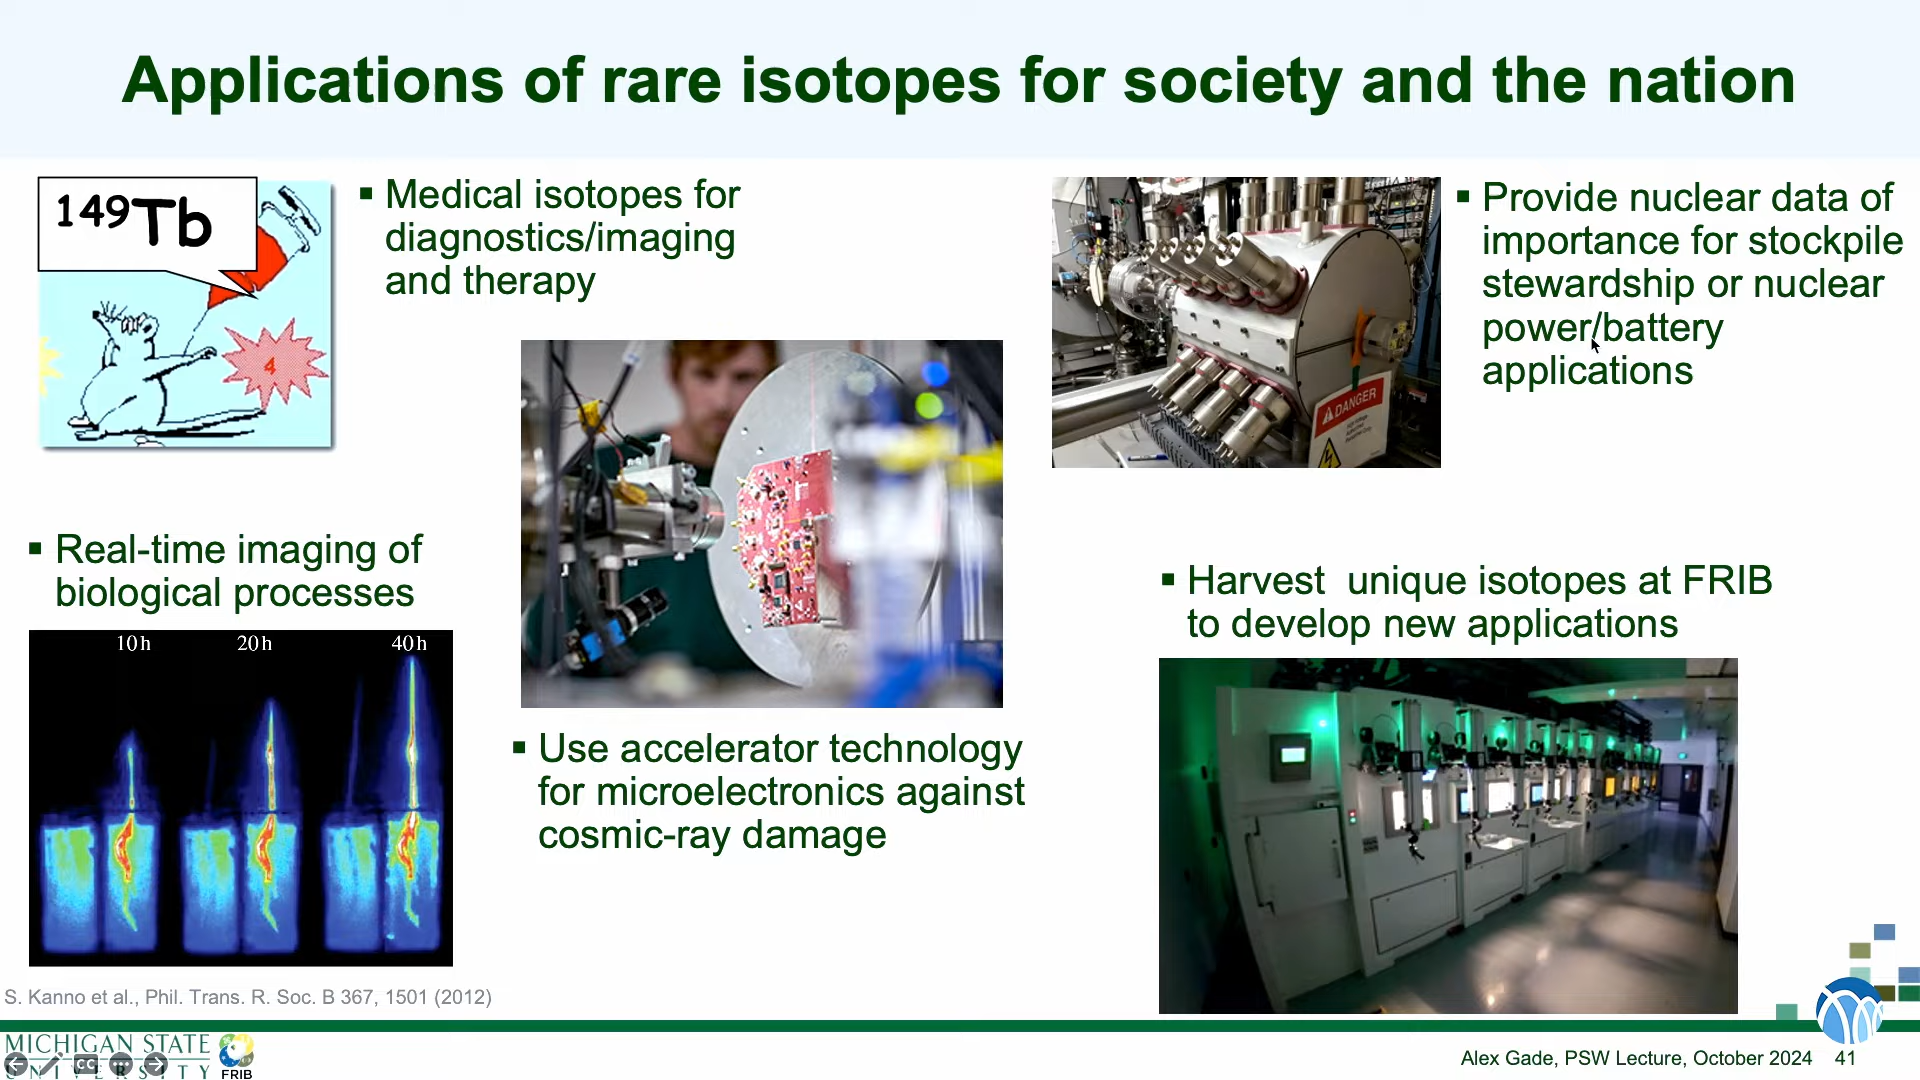 Applications of rare isotopes for society and the nation
149Tb
4
▪ Medical isotopes for
diagnostics/imaging
and therapy
▪ Provide nuclear data of
importance for stockpile
stewardship or nuclear
power/battery
applications
DANGER
▪ Real-time imaging of
biological processes
10h 20h 40h
▪ Use accelerator technology
for microelectronics against
cosmic-ray damage
▪ Harvest unique isotopes at FRIB
to develop new applications
S. Kanno et al., Phil. Trans. R. Soc. B 367, 1501 (2012)
MICHIGAN STATE
UNIVERSITY
CC
FRIB
Alex Gade, PSW Lecture, October 2024 41